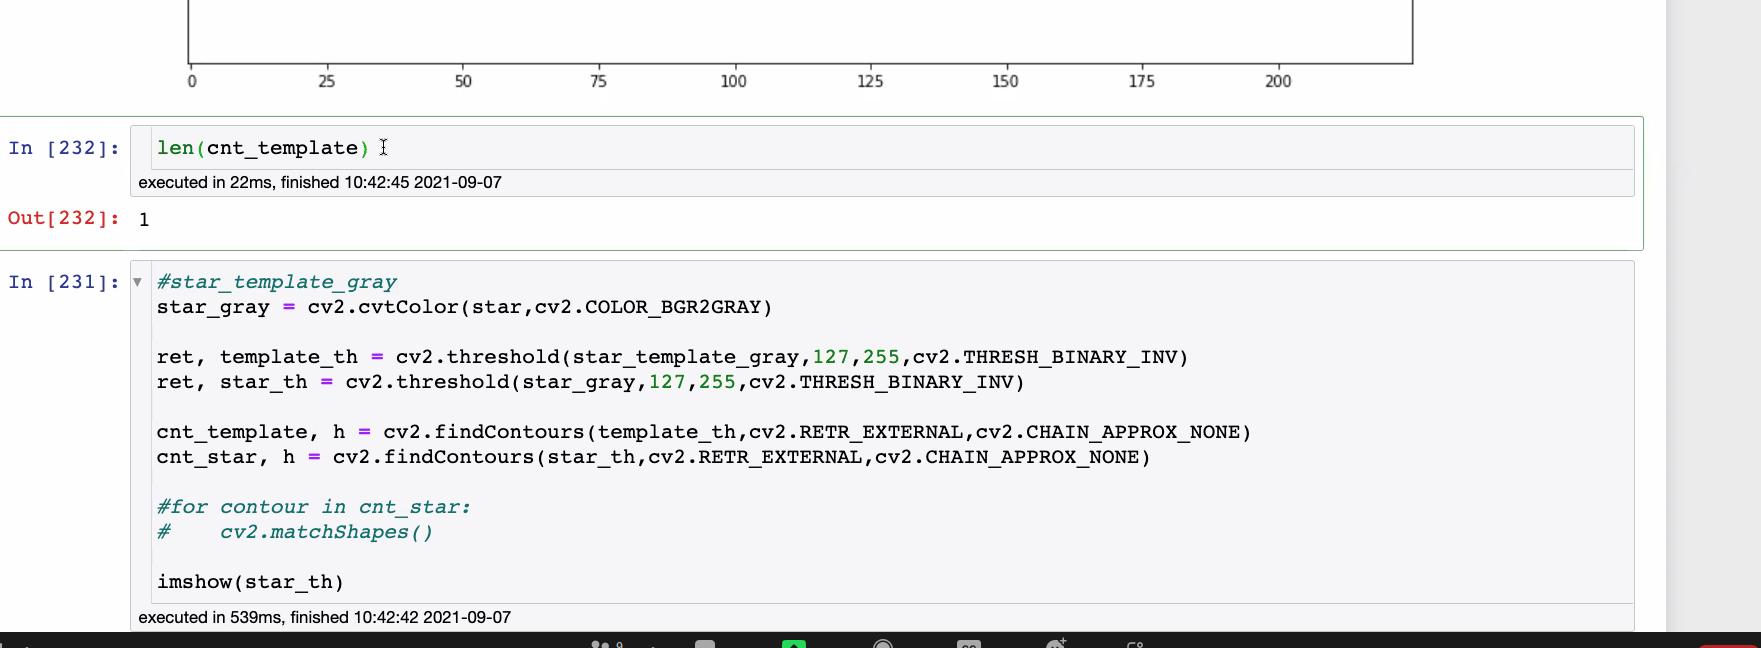 0 25 50 75 100 125 150 175 200
In [232]: len(cnt_template)
executed in 22ms, finished 10:42:45 2021-09-07
Out[232]: 1
In [231]: #star_template_gray
star_gray = cv2.cvtColor(star,cv2.COLOR_BGR2GRAY)
ret, template_th = cv2.threshold(star_template_gray,127,255,cv2.THRESH_BINARY_INV)
ret, star_th = cv2.threshold(star_gray,127,255,cv2.THRESH_BINARY_INV)
cnt_template, h = cv2.findContours(template_th,cv2.RETR_EXTERNAL,cv2.CHAIN_APPROX_NONE)
cnt_star, h = cv2.findContours(star_th,cv2.RETR_EXTERNAL,cv2.CHAIN_APPROX_NONE)
#for contour in cnt_star:
#    cv2.matchShapes()
imshow(star_th)
executed in 539ms, finished 10:42:42 2021-09-07